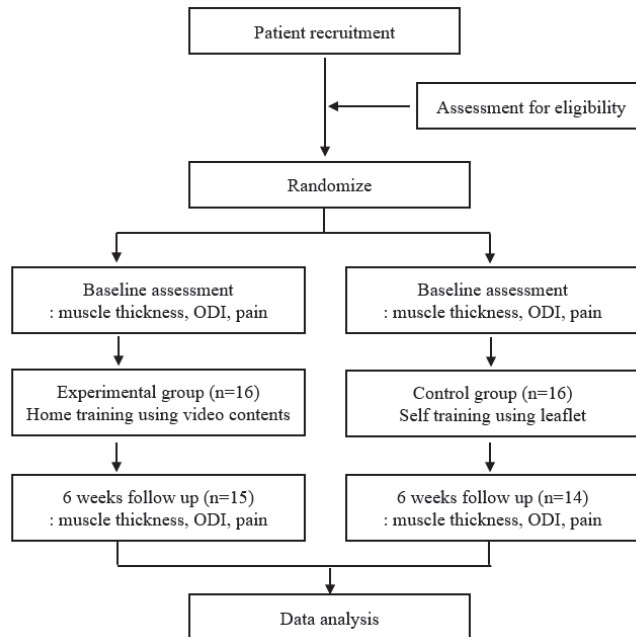 Patient recruitment
Assessment for eligibility
Randomize
Baseline assessment
: muscle thickness, ODI, pain
Baseline assessment
: muscle thickness, ODI, pain
Experimental group (n=16)
Home training using video contents
Control group (n=16)
Self training using leaflet
6 weeks follow up (n=15)
: muscle thickness, ODI, pain
6 weeks follow up (n=14)
: muscle thickness, ODI, pain
Data analysis